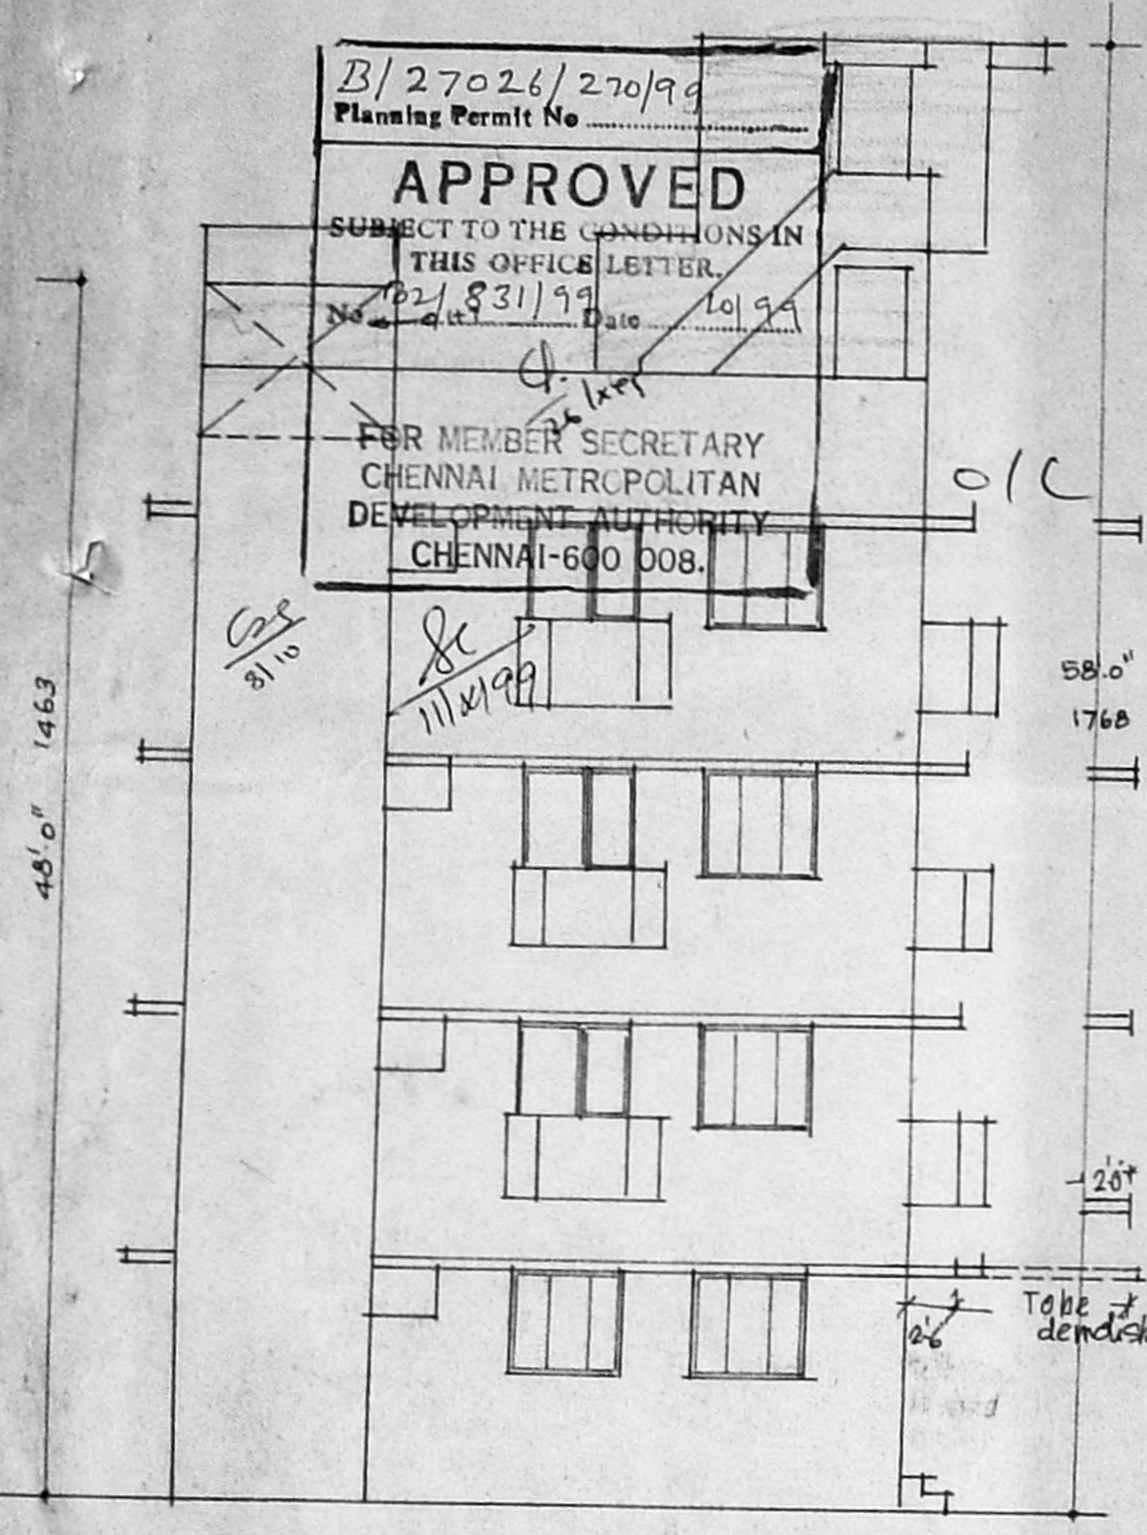 B/27026/270/99
Planning Permit No
APPROVED
SUBJECT TO THE CONDITIONS IN
THIS OFFICE LETTER.
No B2/ 831/99 Date 10/99
FOR MEMBER SECRETARY
CHENNAI METROPOLITAN
DEVELOPMENT AUTHORITY
CHENNAI-600 008.
O/C
8/10
11/X/99
58'.0"
1768
48'.0" 1463
2'.0"
2'6
To be
demolish